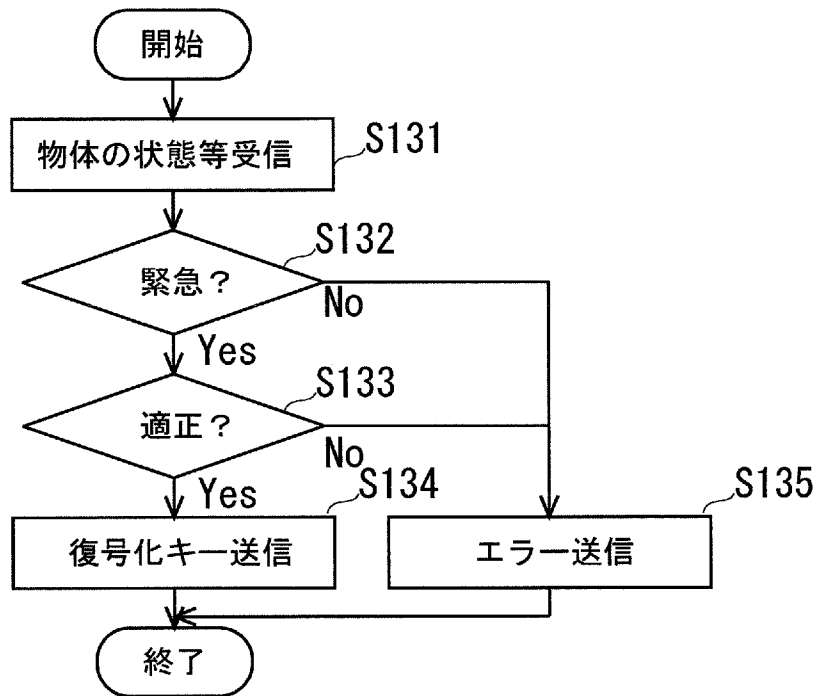 開始
物体の状態等受信
S131
S132
緊急？
No
Yes
S133
適正？
No
Yes
S134
S135
復号化キー送信
エラー送信
終了